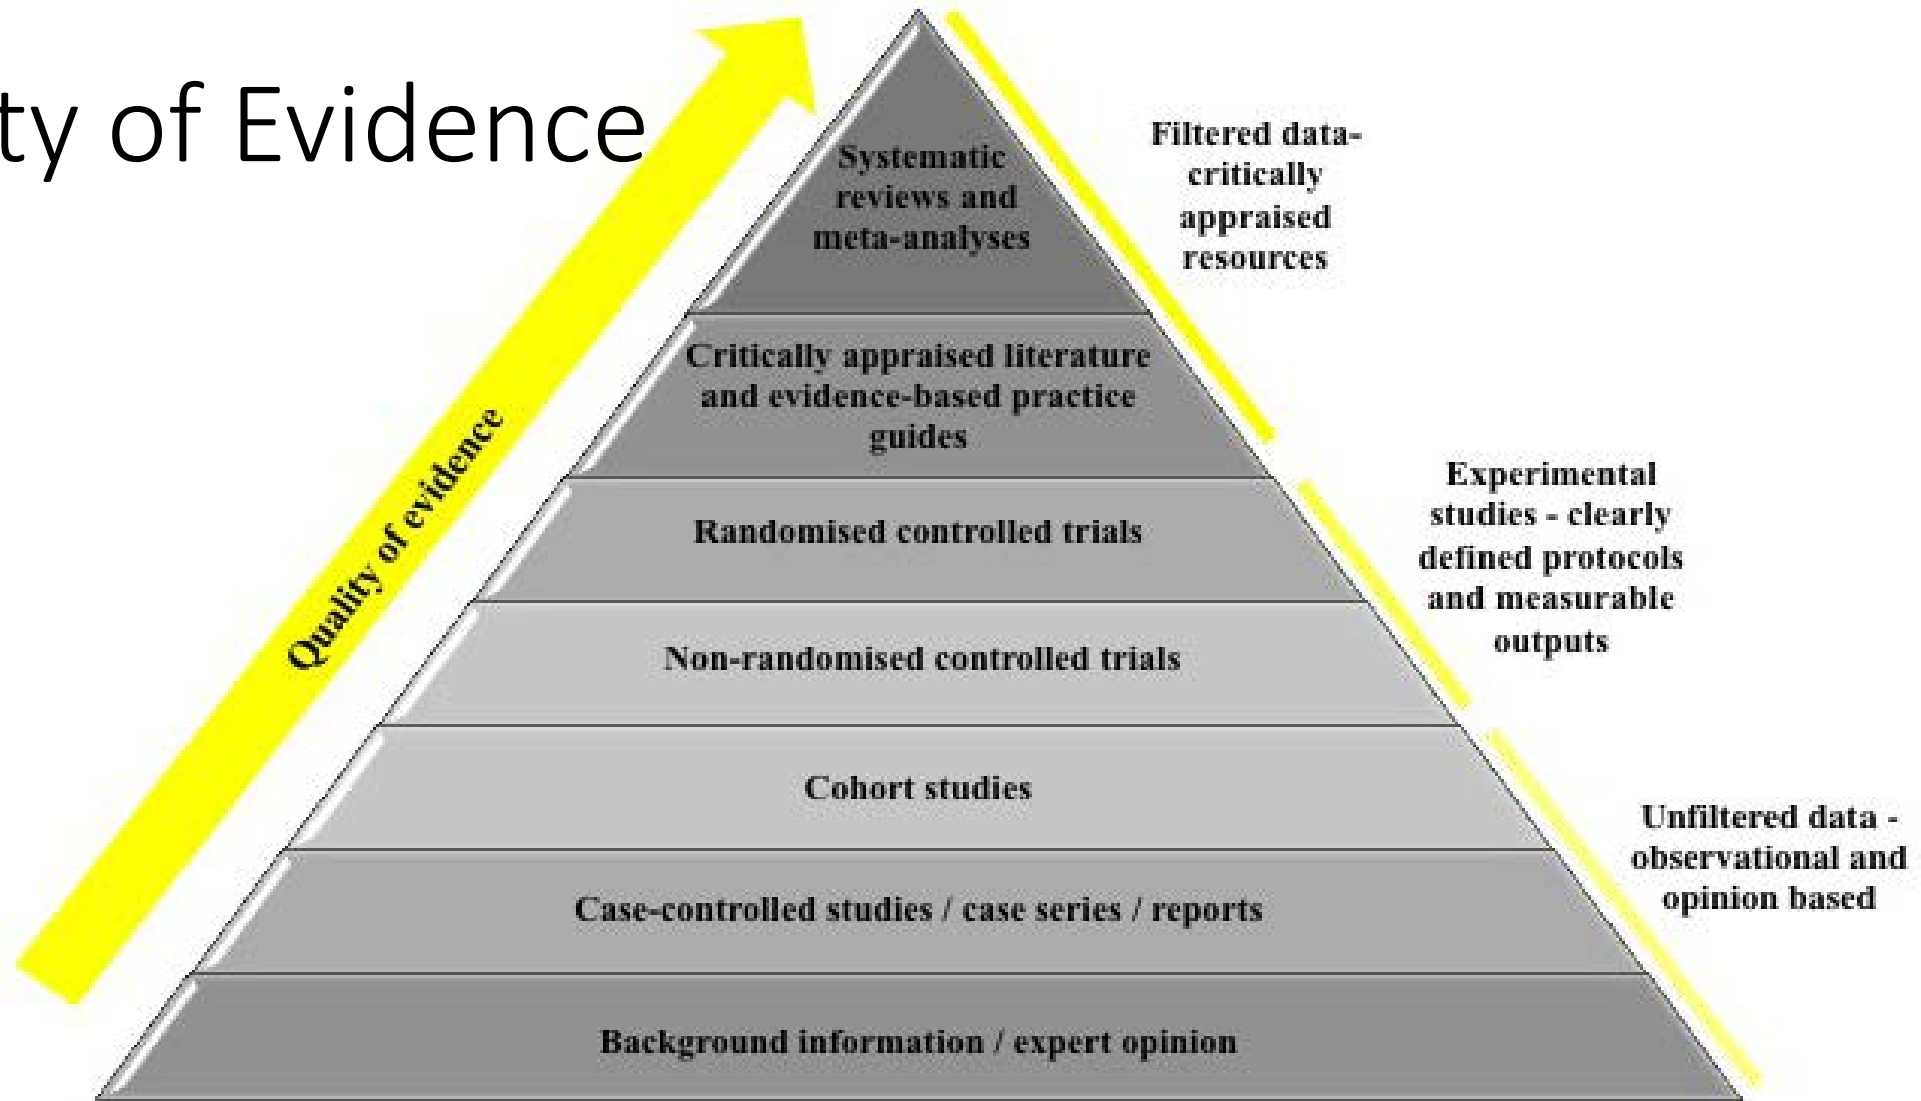 ty of Evidence
Quality of evidence
Systematic
reviews and
meta-analyses
Critically appraised literature
and evidence-based practice
guides
Randomised controlled trials
Non-randomised controlled trials
Cohort studies
Case-controlled studies / case series / reports
Background information / expert opinion
Filtered data-
critically
appraised
resources
Experimental
studies - clearly
defined protocols
and measurable
outputs
Unfiltered data -
observational and
opinion based